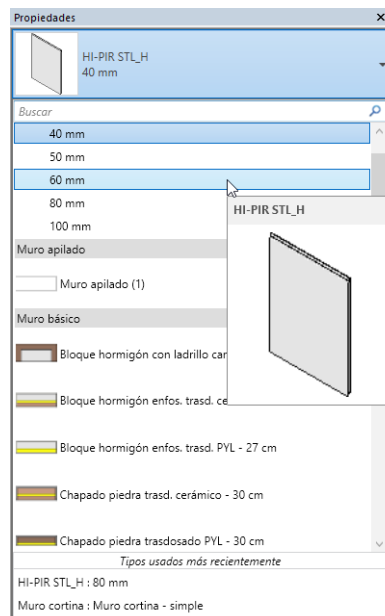 Propiedades
HI-PIR STL_H
40 mm
Buscar
40 mm
50 mm
60 mm
80 mm
100 mm
HI-PIR STL_H
Muro apilado
Muro apilado (1)
Muro básico
Bloque hormigón con ladrillo
Bloque hormigón enfos. trasd.
Bloque hormigón enfos. trasd. PYL - 27 cm
Chapado piedra trasd. cerámico - 30 cm
Chapado piedra trasdosado PYL - 30 cm
Tipos usados más recientemente
HI-PIR STL_H : 80 mm
Muro cortina : Muro cortina - simple